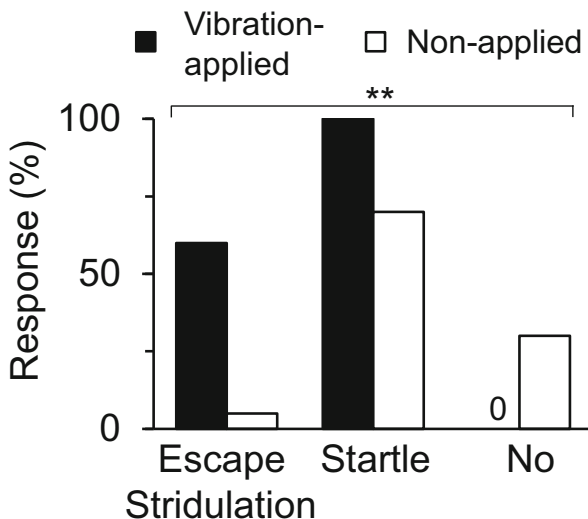 Vibration-
applied
Non-applied
**
Response (%)
100
50
0
0
Escape Startle No
Stridulation